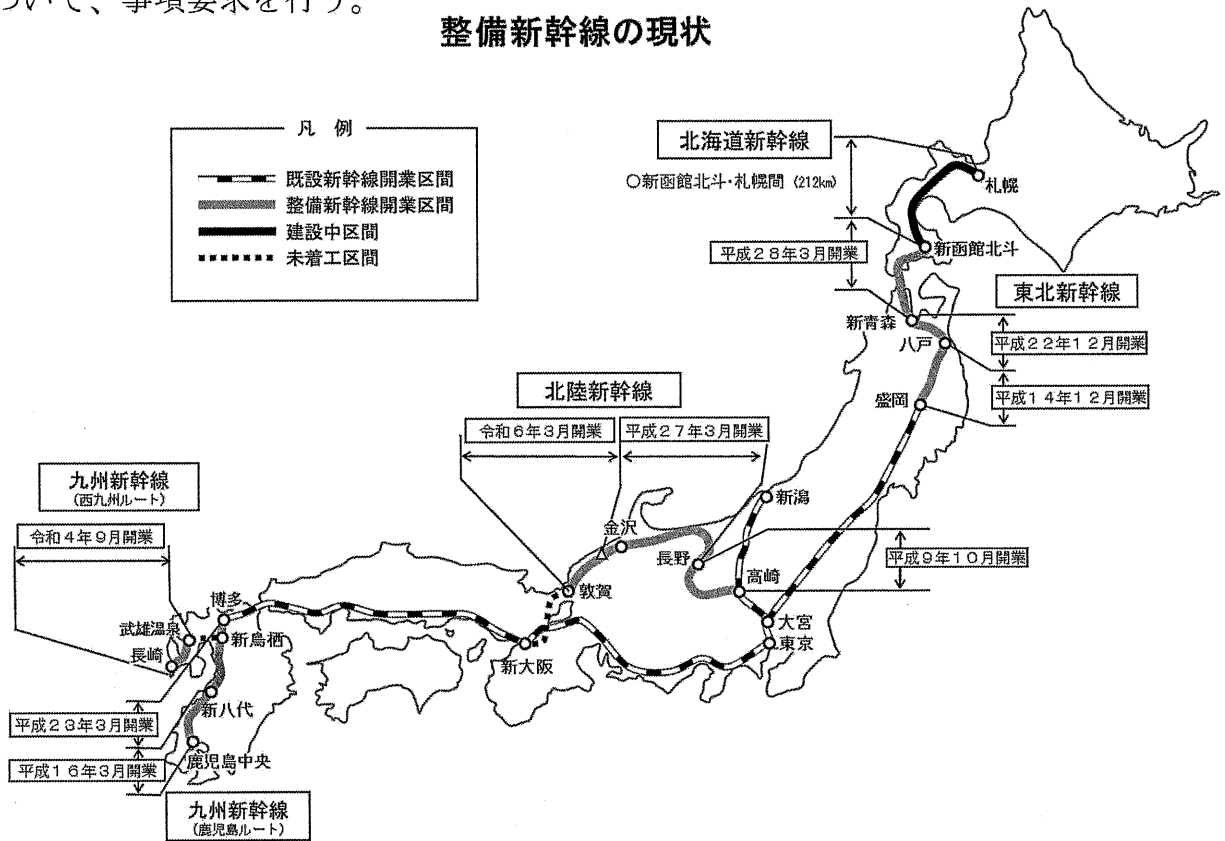 ついて、事項要求を行う。
整備新幹線の現状
凡 例
既設新幹線開業区間
整備新幹線開業区間
建設中区間
未着工区間
北海道新幹線
○新函館北斗・札幌間 (212km)
札幌
平成28年3月開業
新函館北斗
東北新幹線
新青森
八戸
平成22年12月開業
平成14年12月開業
盛岡
北陸新幹線
令和6年3月開業
平成27年3月開業
新潟
金沢
長野
平成9年10月開業
高崎
敦賀
大宮
東京
新大阪
九州新幹線
(西九州ルート)
令和4年9月開業
博多
武雄温泉
新鳥栖
長崎
新八代
平成23年3月開業
鹿児島中央
平成16年3月開業
九州新幹線
(鹿児島ルート)